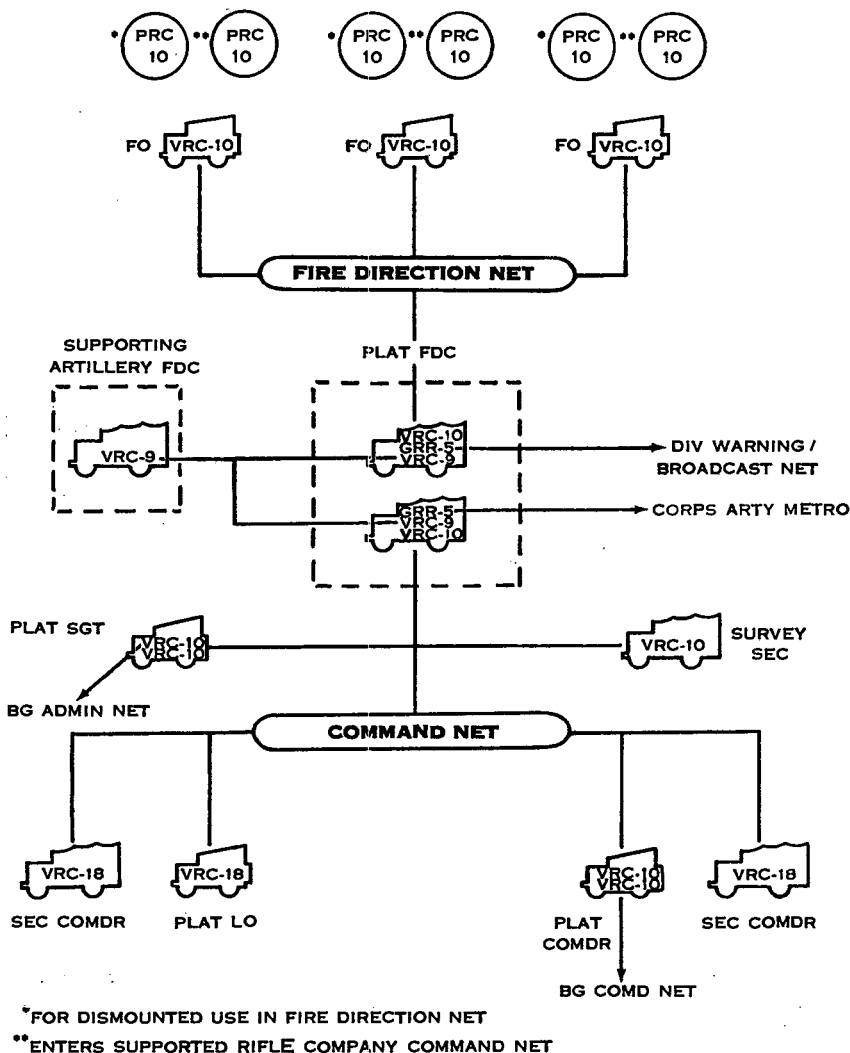 * PRC 10 ** PRC 10 * PRC 10 ** PRC 10 * PRC 10 ** PRC 10
FO VRC-10 FO VRC-10 FO VRC-10
FIRE DIRECTION NET
SUPPORTING
ARTILLERY FDC
PLAT FDC
VRC-9
VRC-10
GRR-5
VRC-9
DIV WARNING/
BROADCAST NET
GRR-5
VRC-9
VRC-10
CORPS ARTY METRO
PLAT SGT
VRC-10
VRC-10
BG ADMIN NET
VRC-10
SURVEY
SEC
COMMAND NET
VRC-18
SEC COMDR
VRC-18
PLAT LO
VRC-10
VRC-10
PLAT
COMDR
VRC-18
SEC COMDR
BG COMD NET
*FOR DISMOUNTED USE IN FIRE DIRECTION NET
**ENTERS SUPPORTED RIFLE COMPANY COMMAND NET